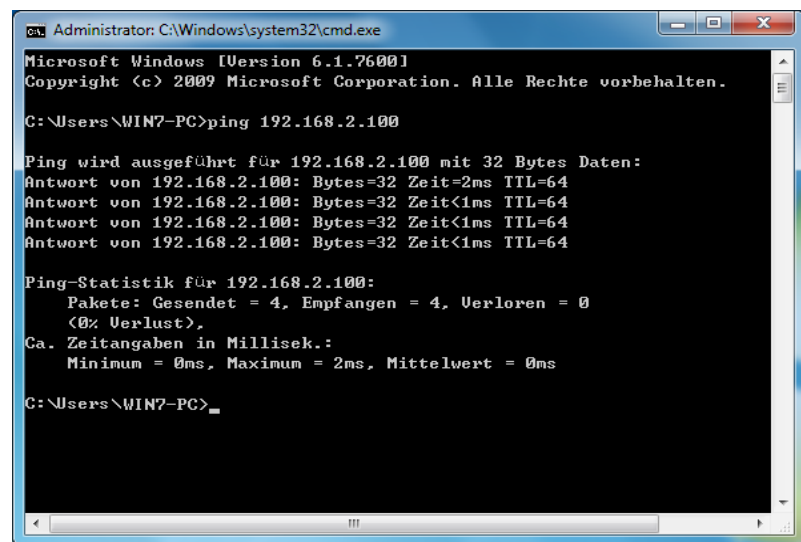 Administrator: C:\Windows\system32\cmd.exe
Microsoft Windows [Version 6.1.7600]
Copyright (c) 2009 Microsoft Corporation. Alle Rechte vorbehalten.
C:\Users\WIN7-PC>ping 192.168.2.100
Ping wird ausgeführt für 192.168.2.100 mit 32 Bytes Daten:
Antwort von 192.168.2.100: Bytes=32 Zeit=2ms TTL=64
Antwort von 192.168.2.100: Bytes=32 Zeit<1ms TTL=64
Antwort von 192.168.2.100: Bytes=32 Zeit<1ms TTL=64
Antwort von 192.168.2.100: Bytes=32 Zeit<1ms TTL=64
Ping-Statistik für 192.168.2.100:
    Pakete: Gesendet = 4, Empfangen = 4, Verloren = 0
    (0% Verlust),
Ca. Zeitangaben in Millisek.:
    Minimum = 0ms, Maximum = 2ms, Mittelwert = 0ms
C:\Users\WIN7-PC>_